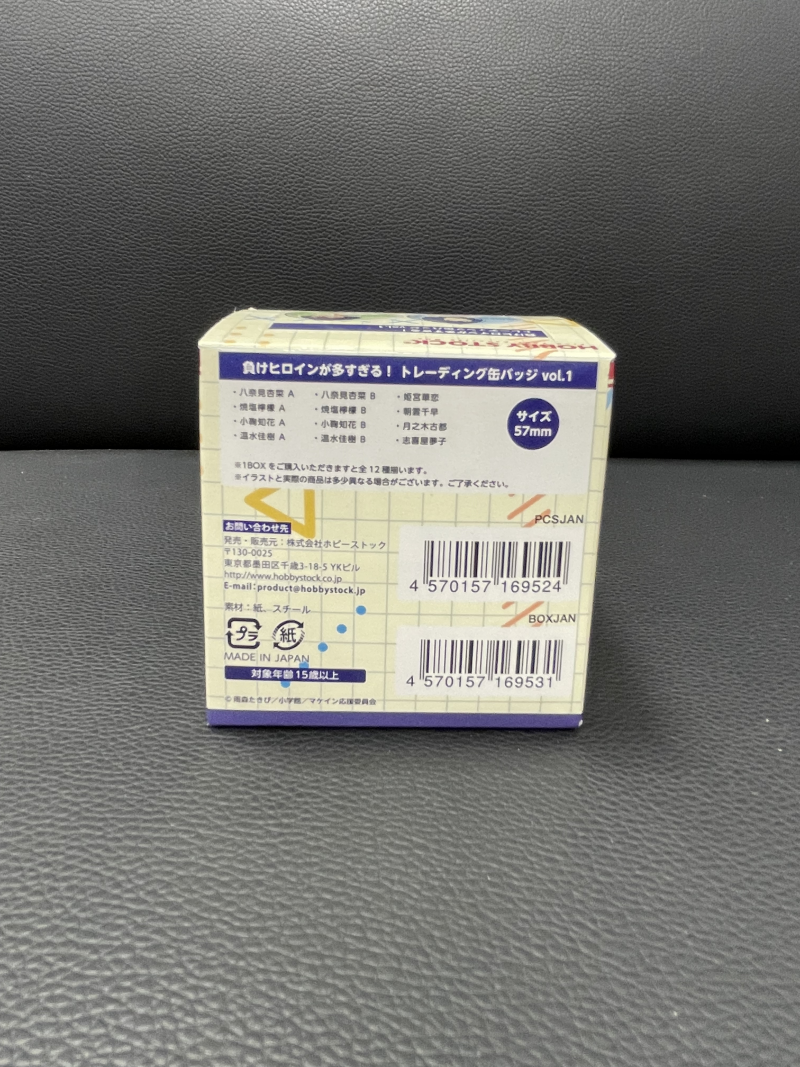 HOBBY STOCK
負けヒロインが多すぎる! トレーディング缶バッジ vol.1
・八奈見杏菜 A ・八奈見杏菜 B ・姫宮華恋
・焼塩檸檬 A ・焼塩檸檬 B ・朝雲千早
・小鞠知花 A ・小鞠知花 B ・月之木古都
・温水佳樹 A ・温水佳樹 B ・志喜屋夢子
サイズ
57mm
※1BOX をご購入いただきますと全 12 種揃います。
※イラストと実際の商品は多少異なる場合がございます。ご了承ください。
お問い合わせ先
発売・販売元:株式会社ホビーストック
〒130-0025
東京都墨田区千歳3-18-5 YKビル
http://www.hobbystock.co.jp
E-mail:product@hobbystock.jp
素材:紙、スチール
プラ 紙
MADE IN JAPAN
対象年齢15歳以上
©雨森たきび/小学館/マケイン応援委員会
PCSJAN
4 570157 169524
BOXJAN
4 570157 169531